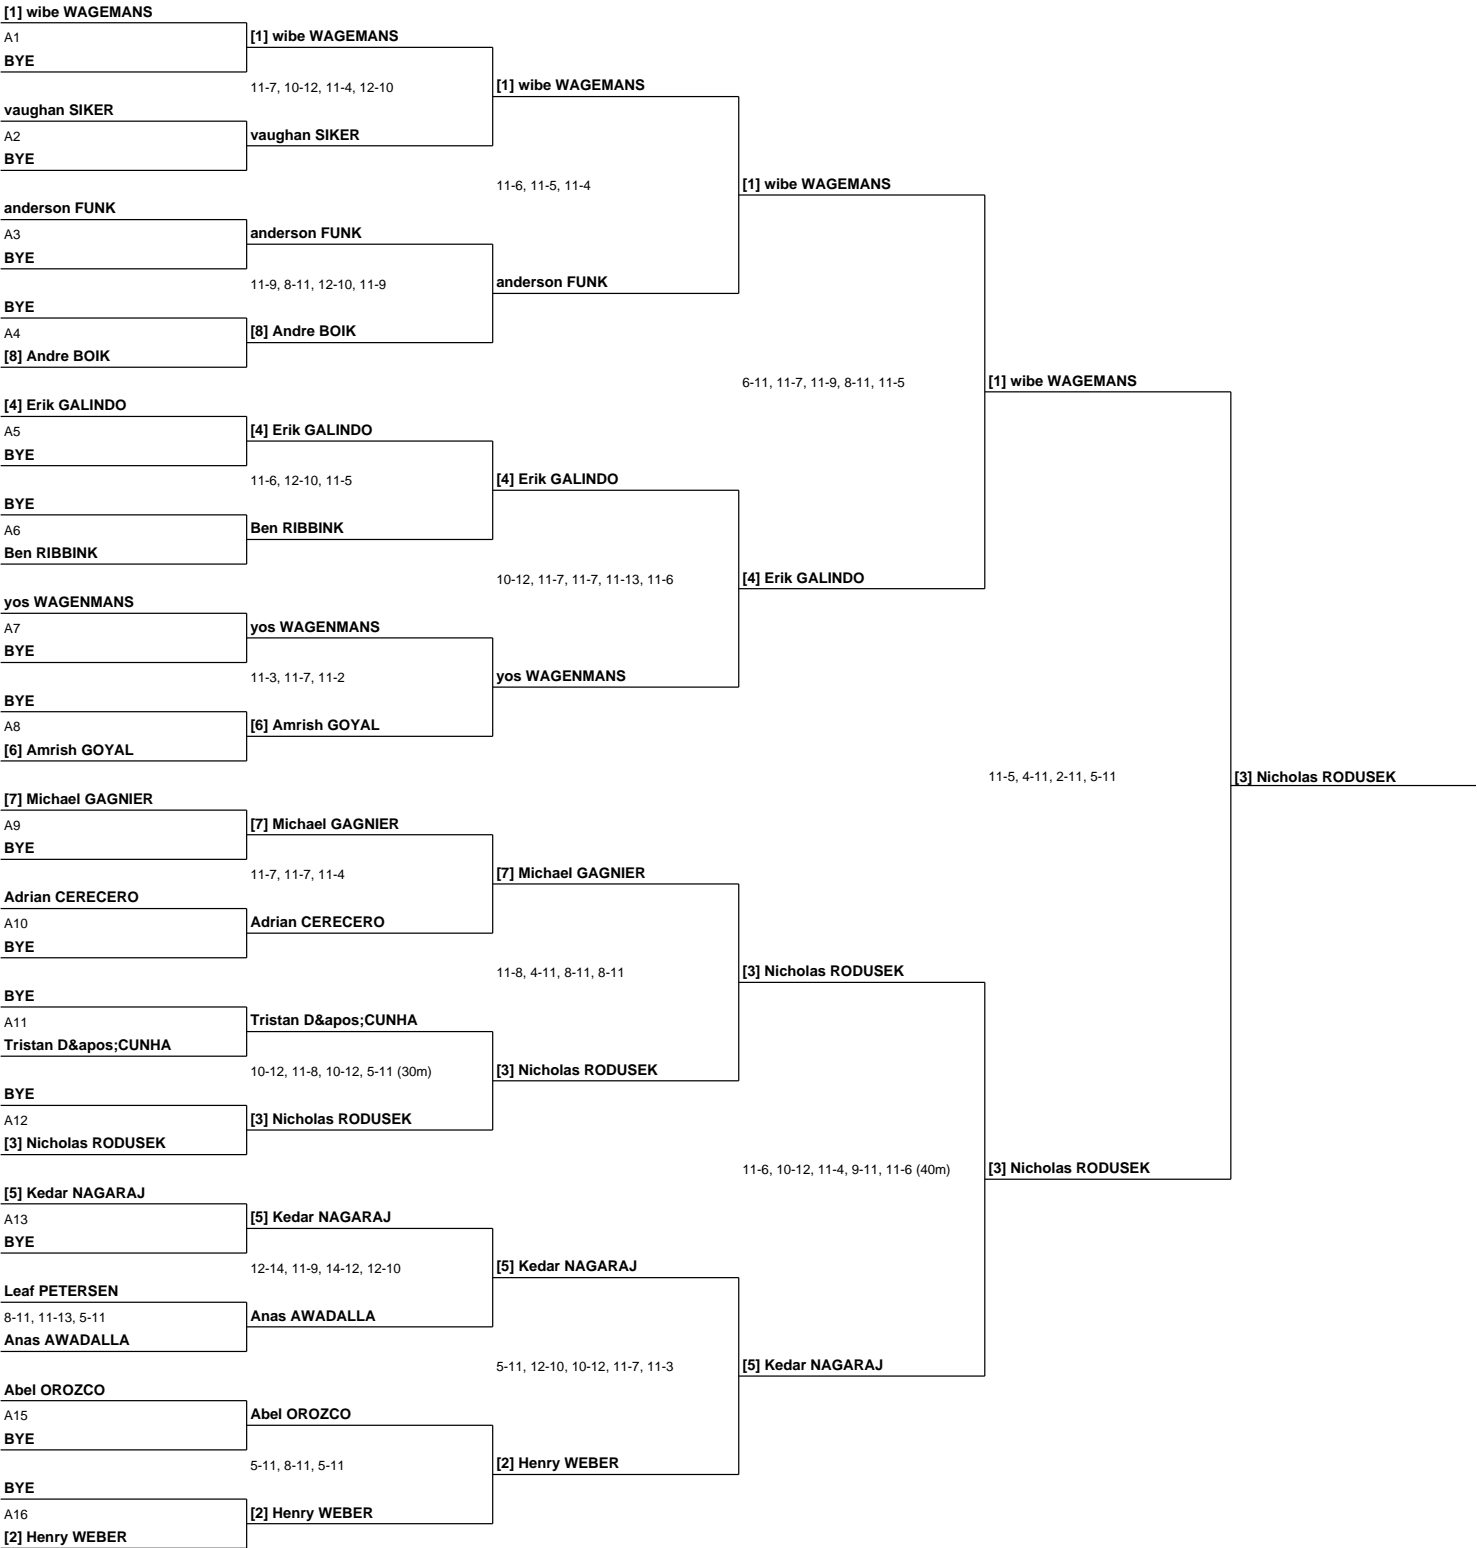 [1] wibe WAGEMANS
A1
BYE
vaughan SIKER
A2
BYE
anderson FUNK
A3
BYE
BYE
A4
[8] Andre BOIK
[4] Erik GALINDO
A5
BYE
BYE
A6
Ben RIBBINK
yos WAGENMANS
A7
BYE
BYE
A8
[6] Amrish GOYAL
[7] Michael GAGNIER
A9
BYE
Adrian CERECERO
A10
BYE
BYE
A11
Tristan D&apos;CUNHA
BYE
A12
[3] Nicholas RODUSEK
[5] Kedar NAGARAJ
A13
BYE
Leaf PETERSEN
8-11, 11-13, 5-11
Anas AWADALLA
Abel OROZCO
A15
BYE
BYE
A16
[2] Henry WEBER
[1] wibe WAGEMANS
11-7, 10-12, 11-4, 12-10
vaughan SIKER
anderson FUNK
11-9, 8-11, 12-10, 11-9
[8] Andre BOIK
[4] Erik GALINDO
11-6, 12-10, 11-5
Ben RIBBINK
yos WAGENMANS
11-3, 11-7, 11-2
[6] Amrish GOYAL
[7] Michael GAGNIER
11-7, 11-7, 11-4
Adrian CERECERO
Tristan D&apos;CUNHA
10-12, 11-8, 10-12, 5-11 (30m)
[3] Nicholas RODUSEK
[5] Kedar NAGARAJ
12-14, 11-9, 14-12, 12-10
Anas AWADALLA
Abel OROZCO
5-11, 8-11, 5-11
[2] Henry WEBER
[1] wibe WAGEMANS
11-6, 11-5, 11-4
anderson FUNK
[4] Erik GALINDO
10-12, 11-7, 11-7, 11-13, 11-6
yos WAGENMANS
[7] Michael GAGNIER
11-8, 4-11, 8-11, 8-11
[3] Nicholas RODUSEK
[5] Kedar NAGARAJ
5-11, 12-10, 10-12, 11-7, 11-3
[2] Henry WEBER
[1] wibe WAGEMANS
6-11, 11-7, 11-9, 8-11, 11-5
[4] Erik GALINDO
[3] Nicholas RODUSEK
11-6, 10-12, 11-4, 9-11, 11-6 (40m)
[5] Kedar NAGARAJ
[1] wibe WAGEMANS
11-5, 4-11, 2-11, 5-11
[3] Nicholas RODUSEK
[3] Nicholas RODUSEK